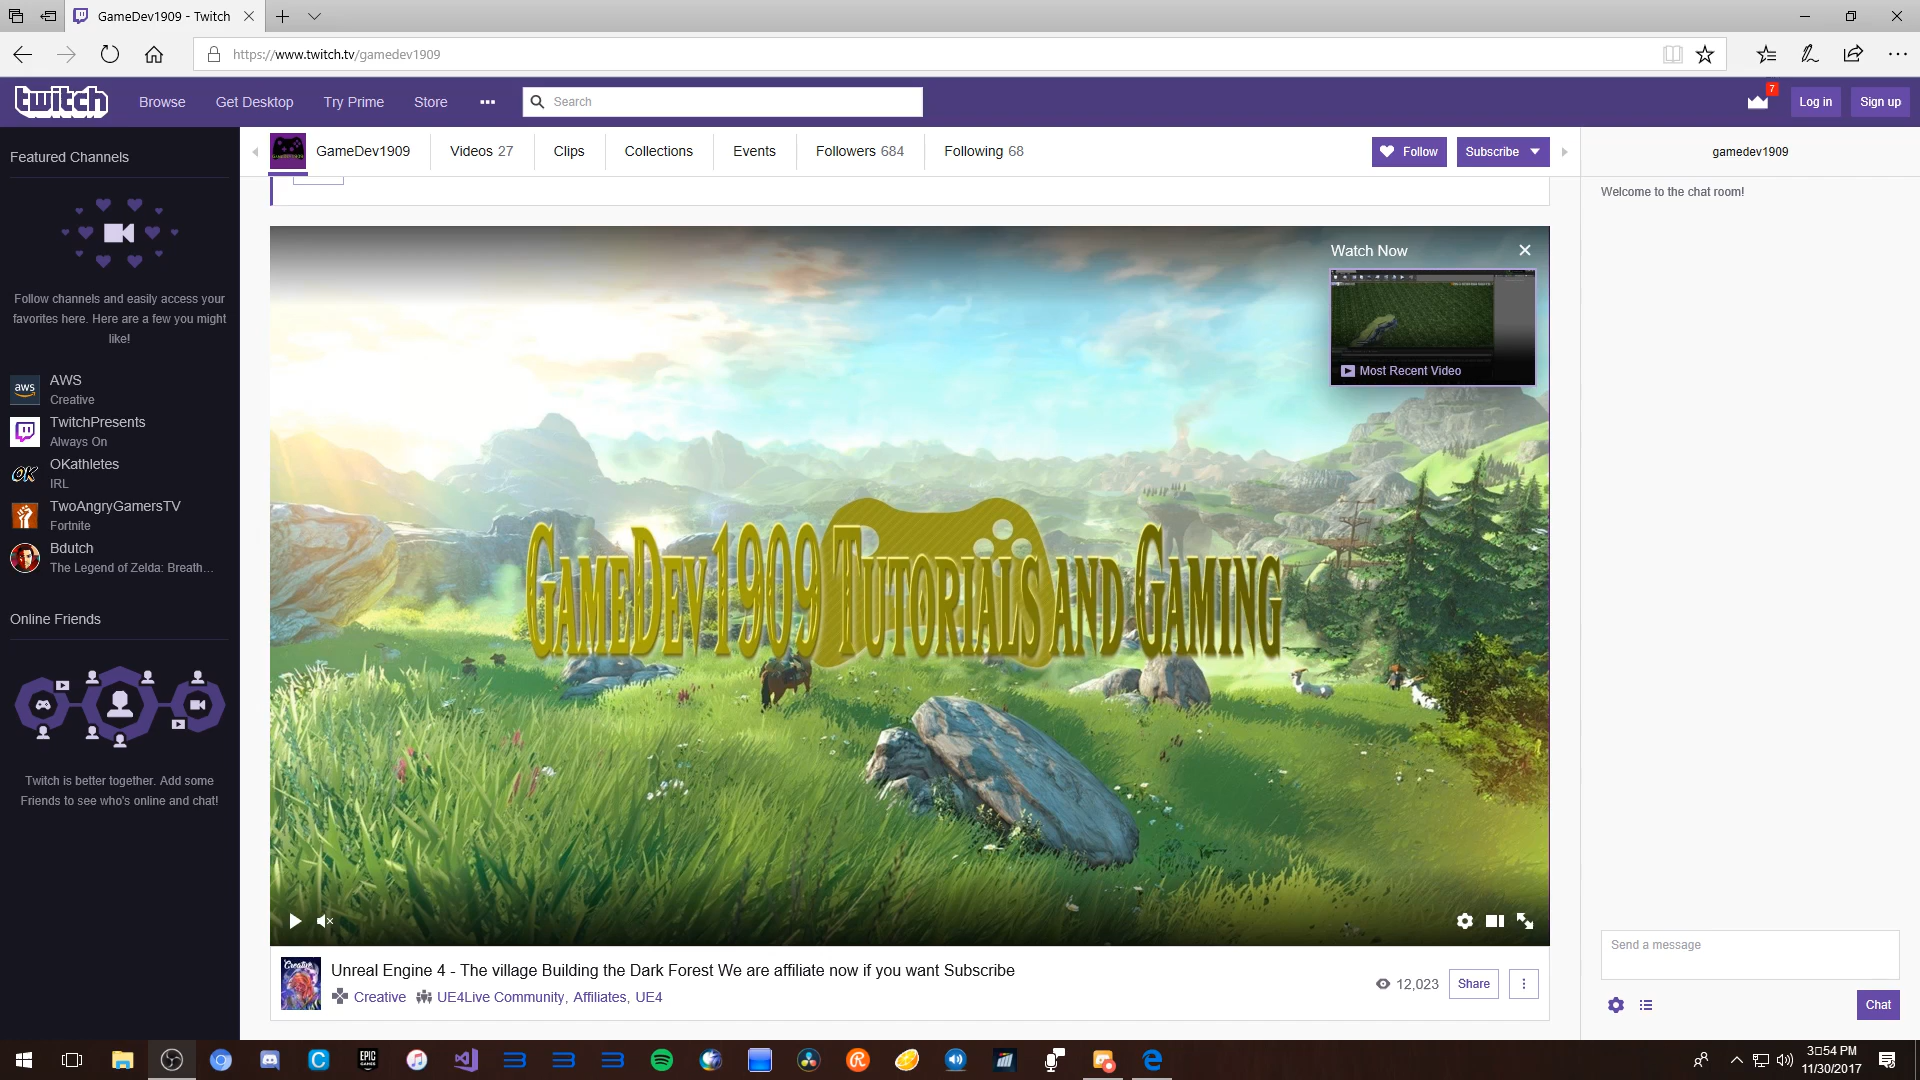 GameDev1909 - Twitch
https://www.twitch.tv/gamedev1909
twitch
Browse
Get Desktop
Try Prime
Store
Search
7
Log in
Sign up
Featured Channels
Follow channels and easily access your
favorites here. Here are a few you might
like!
aws
AWS
Creative
TwitchPresents
Always On
OK
OKathletes
IRL
TwoAngryGamersTV
Fortnite
Bdutch
The Legend of Zelda: Breath...
Online Friends
Twitch is better together. Add some
Friends to see who's online and chat!
GameDev1909
Videos 27
Clips
Collections
Events
Followers 684
Following 68
Follow
Subscribe
Watch Now
Most Recent Video
GameDev1909 Tutorials and Gaming
Creative
Unreal Engine 4 - The village Building the Dark Forest We are affiliate now if you want Subscribe
Creative UE4Live Community, Affiliates, UE4
12,023
Share
gamedev1909
Welcome to the chat room!
Send a message
Chat
EPIC
GAMES
3:54 PM
11/30/2017